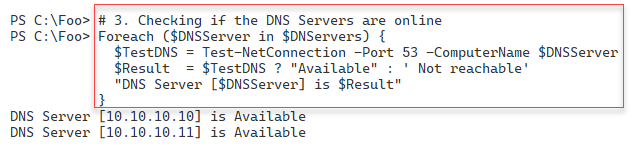 PS C:\Foo> # 3. Checking if the DNS Servers are online
PS C:\Foo> Foreach ($DNSServer in $DNServers) {
  $TestDNS = Test-NetConnection -Port 53 -ComputerName $DNSServer
  $Result  = $TestDNS ? "Available" : ' Not reachable'
  "DNS Server [$DNSServer] is $Result"
}
DNS Server [10.10.10.10] is Available
DNS Server [10.10.10.11] is Available